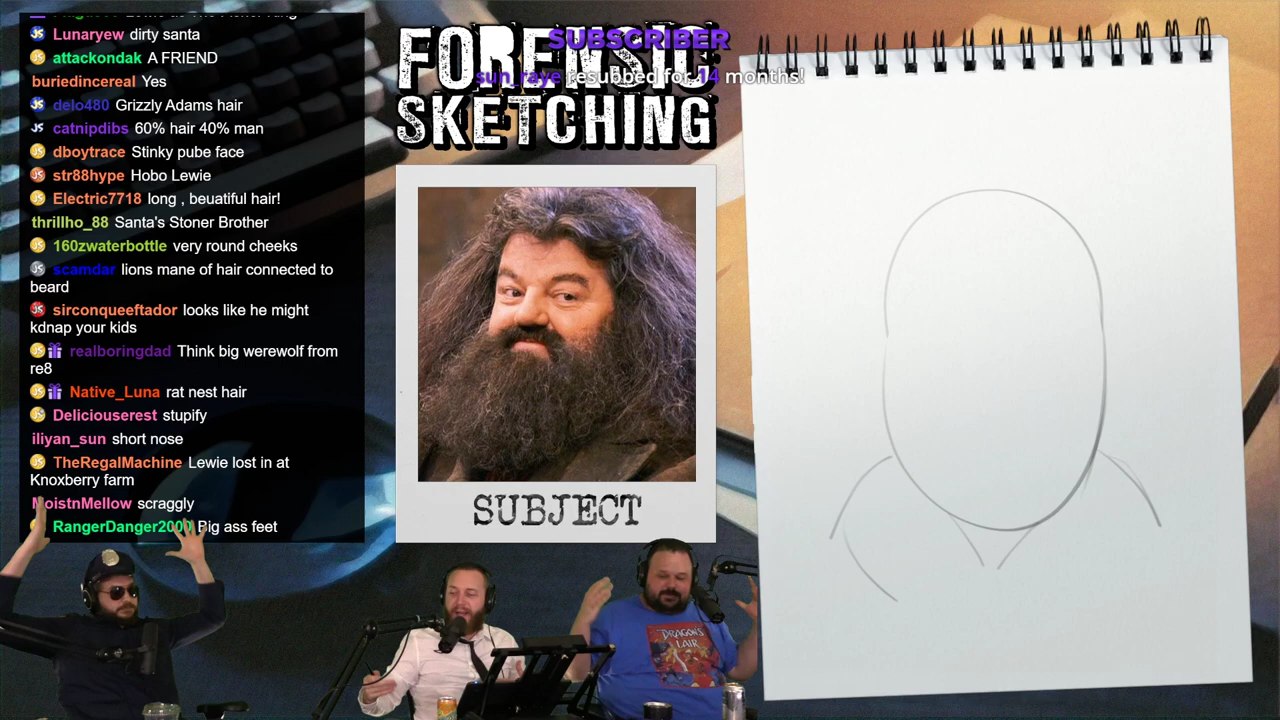 Lunaryew dirty santa
attackondak A FRIEND
buriedincereal Yes
delo480 Grizzly Adams hair
catnipdibs 60% hair 40% man
dboytrace Stinky pube face
str88hype Hobo Lewie
Electric7718 long , beuatiful hair!
thrillho_88 Santa's Stoner Brother
160zwaterbottle very round cheeks
scamdar lions mane of hair connected to
beard
sirconqueeftador looks like he might
kdnap your kids
realboringdad Think big werewolf from
re8
Native_Luna rat nest hair
Deliciouserest stupify
iliyan_sun short nose
TheRegalMachine Lewie lost in at
Knoxberry farm
MoistnMellow scraggly
RangerDanger2000 Big ass feet
FORENSIC
SKETCHING
SUBSCRIBER
sun_raye resubbed for 14 months!
SUBJECT
DRAGON'S
LAIR